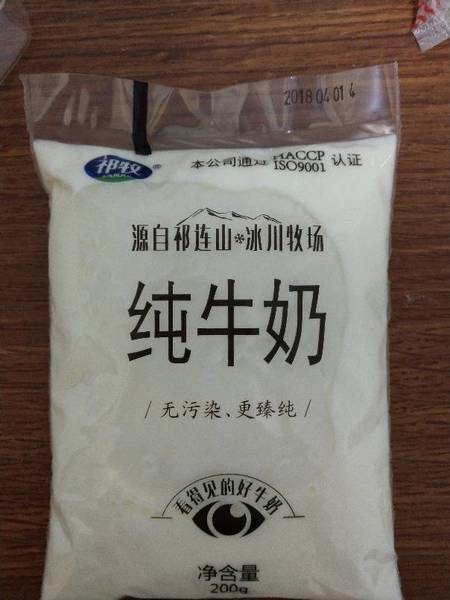 2018 04 01 4
祁牧®
本公司通过 HACCP ISO9001 认证
源自祁连山*冰川牧场
纯牛奶
/ 无污染、更臻纯 /
看得见的好牛奶
净含量
200g